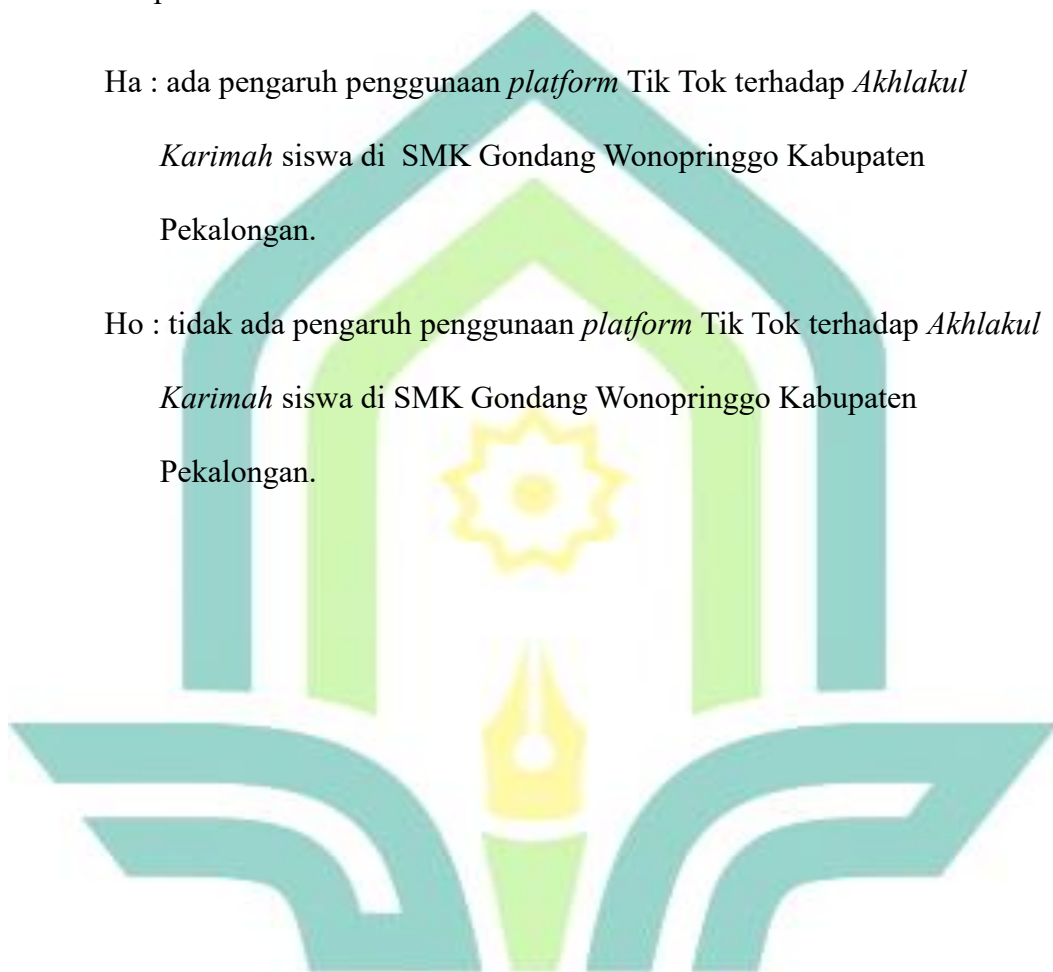 Ha : ada pengaruh penggunaan platform Tik Tok terhadap Akhlakul
Karimah siswa di  SMK Gondang Wonopringgo Kabupaten
Pekalongan.
Ho : tidak ada pengaruh penggunaan platform Tik Tok terhadap Akhlakul
Karimah siswa di SMK Gondang Wonopringgo Kabupaten
Pekalongan.